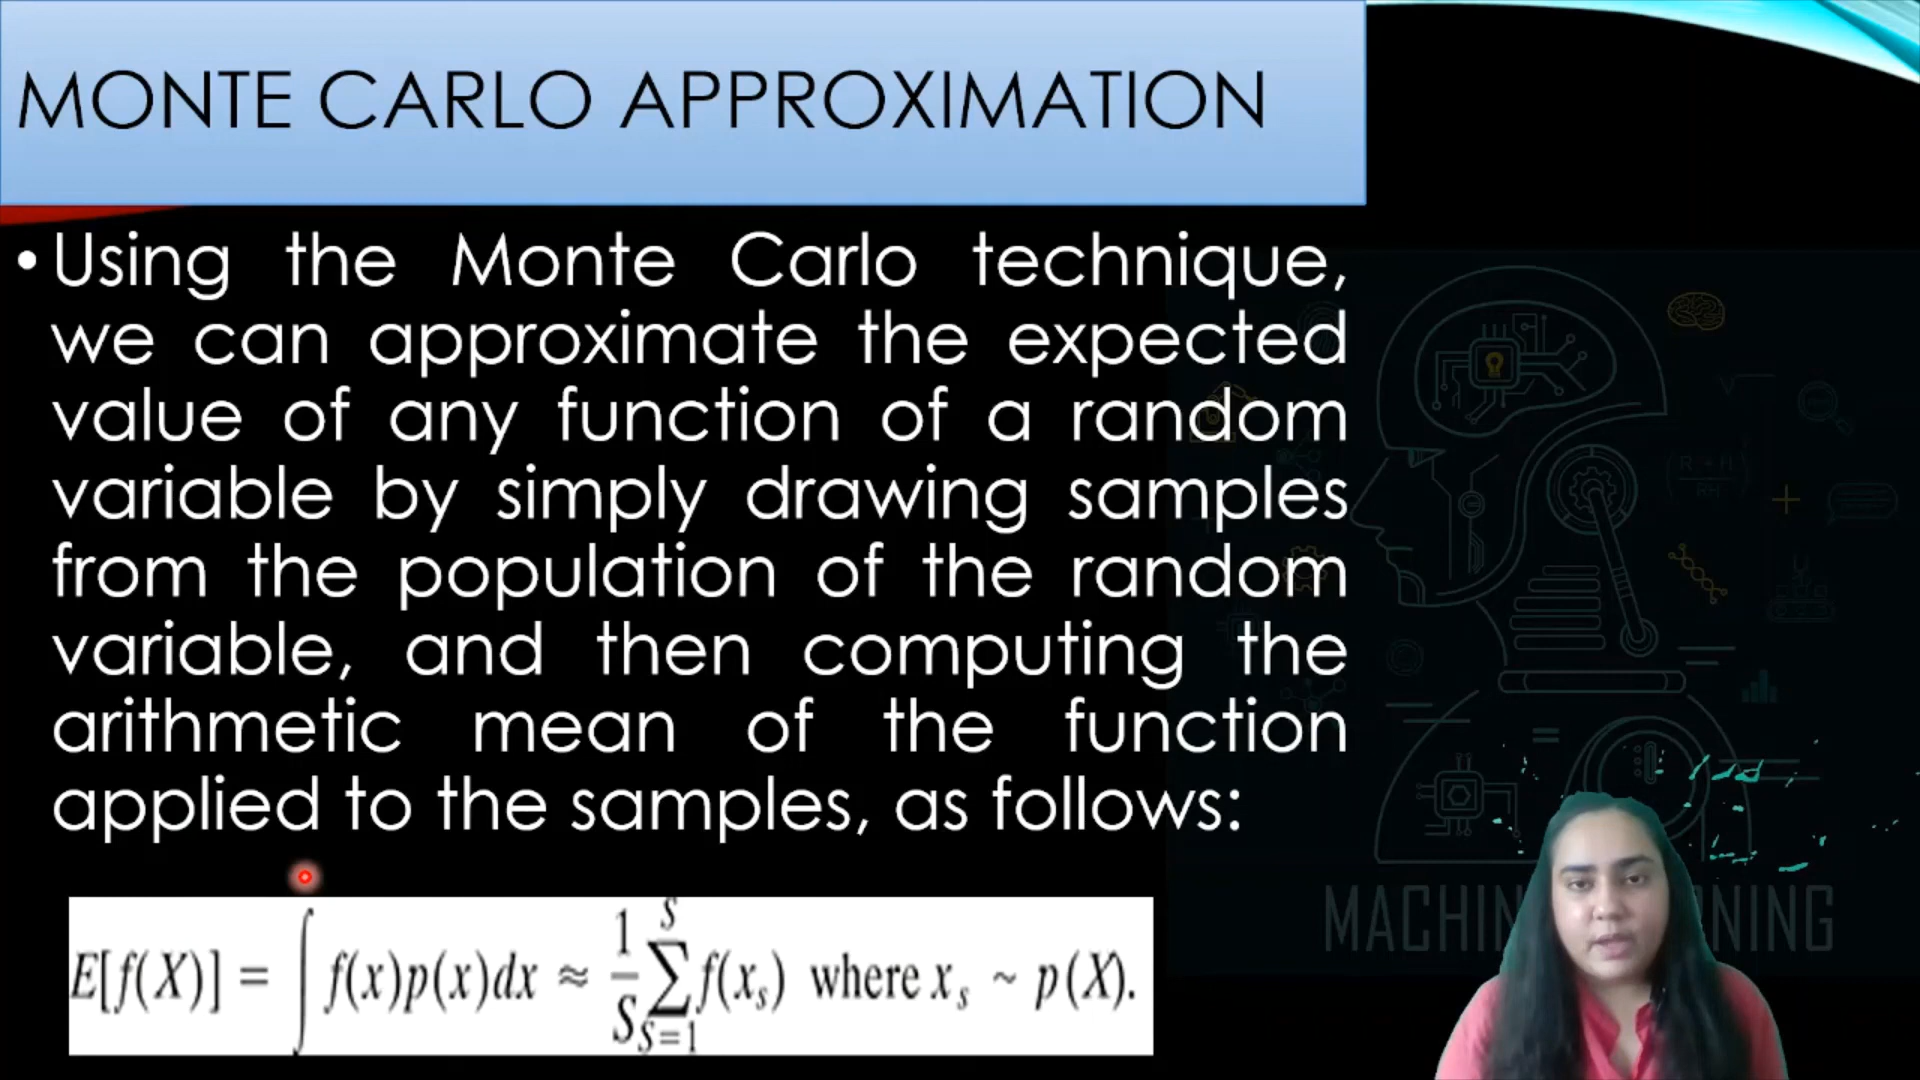 MONTE CARLO APPROXIMATION
• Using the Monte Carlo technique,
we can approximate the expected
value of any function of a random
variable by simply drawing samples
from the population of the random
variable, and then computing the
arithmetic mean of the function
applied to the samples, as follows:
E[f(X)] = ∫ f(x)p(x)dx ≈ 1/S ∑_{S=1}^{S} f(x_s) where x_s ~ p(X).